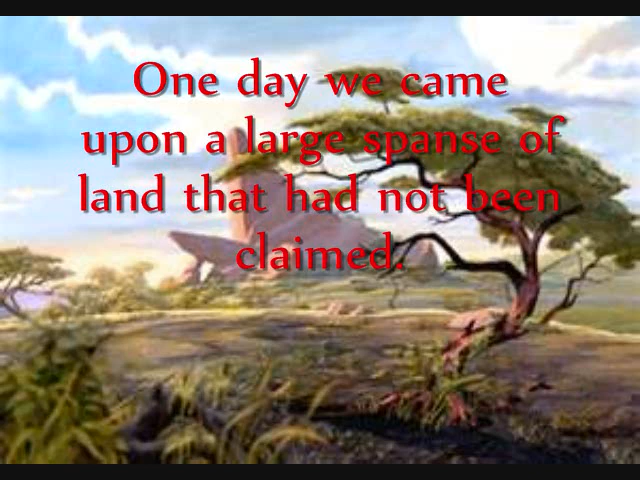 One day we came
upon a large spanse of
land that had not been
claimed.